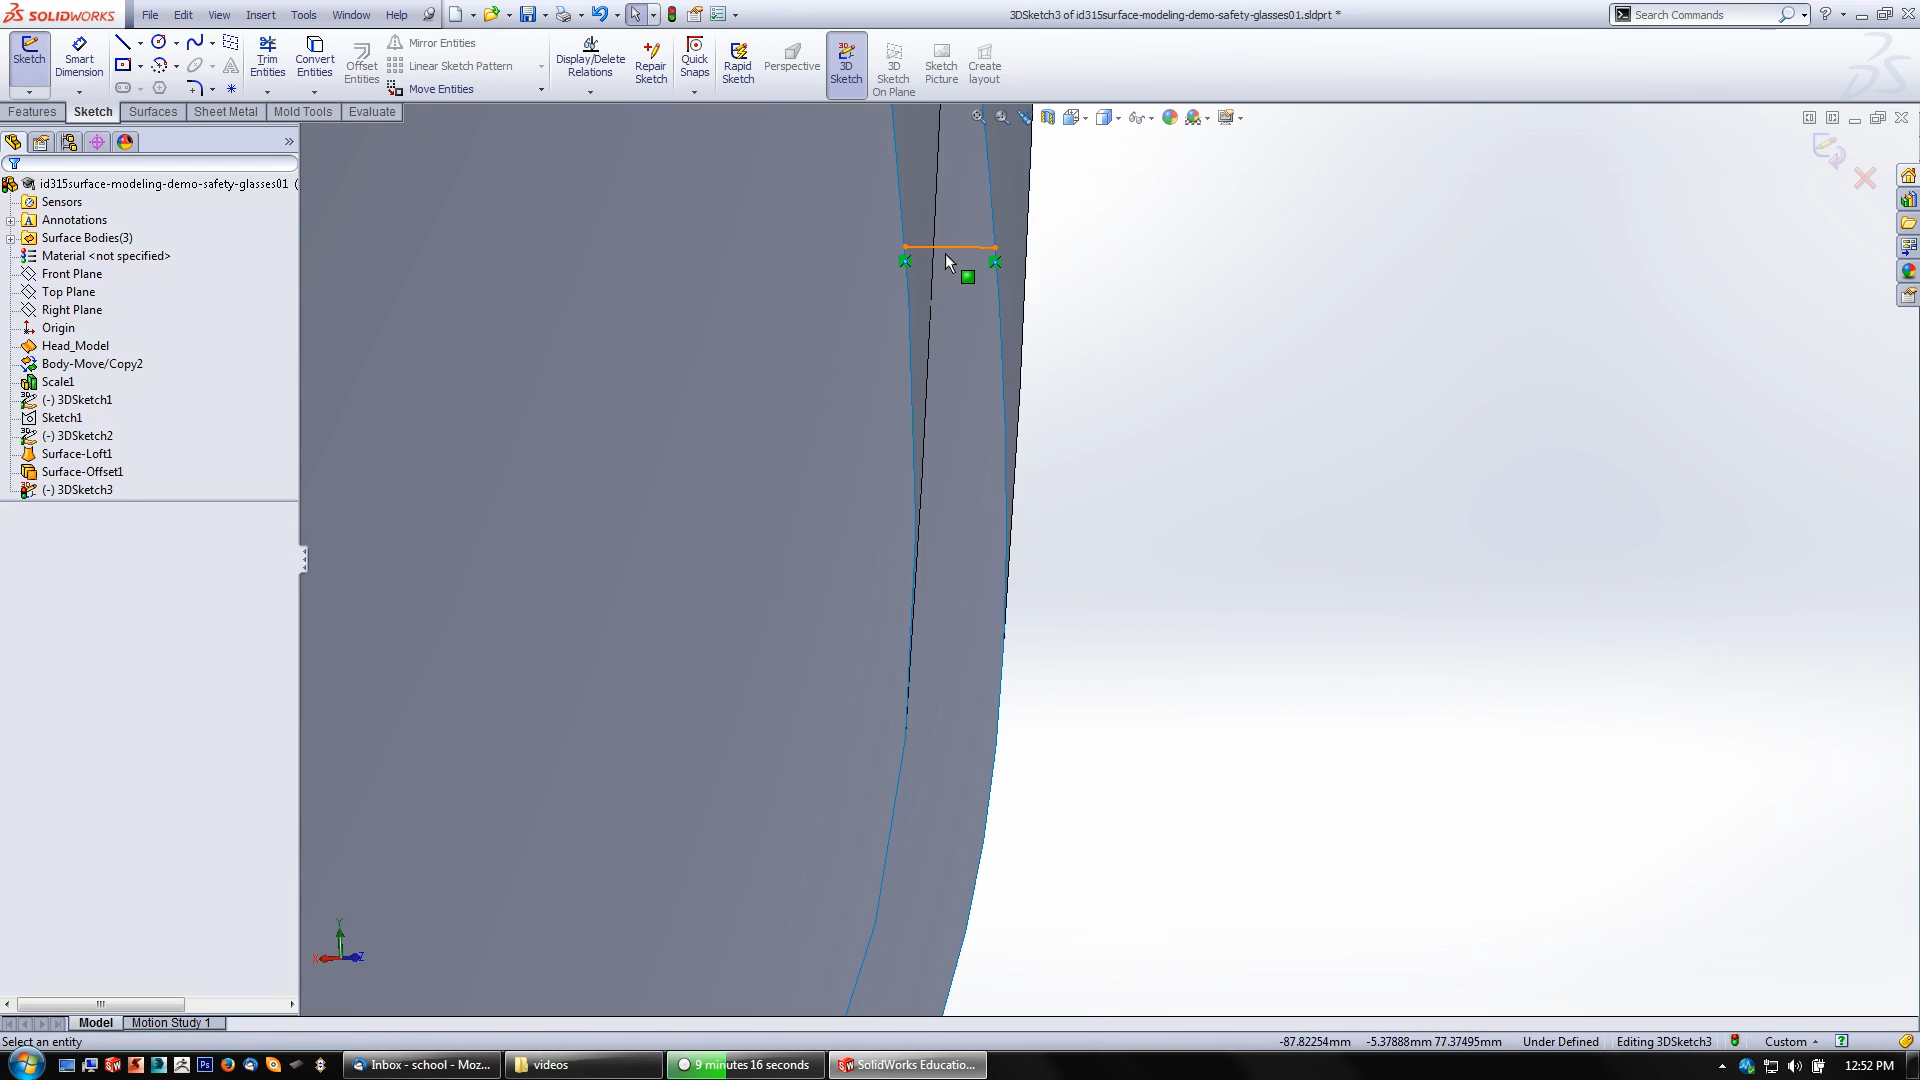 SOLIDWORKS File Edit View Insert Tools Window Help 3DSketch3 of id315surface-modeling-demo-safety-glasses01.sldprt * Search Commands
Sketch Smart Dimension Trim Entities Convert Entities Offset Entities Mirror Entities Linear Sketch Pattern Move Entities Display/Delete Relations Repair Sketch Quick Snaps Rapid Sketch Perspective 3D Sketch 3D Sketch On Plane Sketch Picture Create layout
Features Sketch Surfaces Sheet Metal Mold Tools Evaluate
id315surface-modeling-demo-safety-glasses01 (
Sensors
Annotations
Surface Bodies(3)
Material <not specified>
Front Plane
Top Plane
Right Plane
Origin
Head_Model
Body-Move/Copy2
Scale1
(-) 3DSketch1
Sketch1
(-) 3DSketch2
Surface-Loft1
Surface-Offset1
(-) 3DSketch3
Y
X Z
Model Motion Study 1
Select an entity -87.82254mm -5.37888mm 77.37495mm Under Defined Editing 3DSketch3 Custom
Inbox - school - Moz... videos 9 minutes 16 seconds SolidWorks Educatio... 12:52 PM